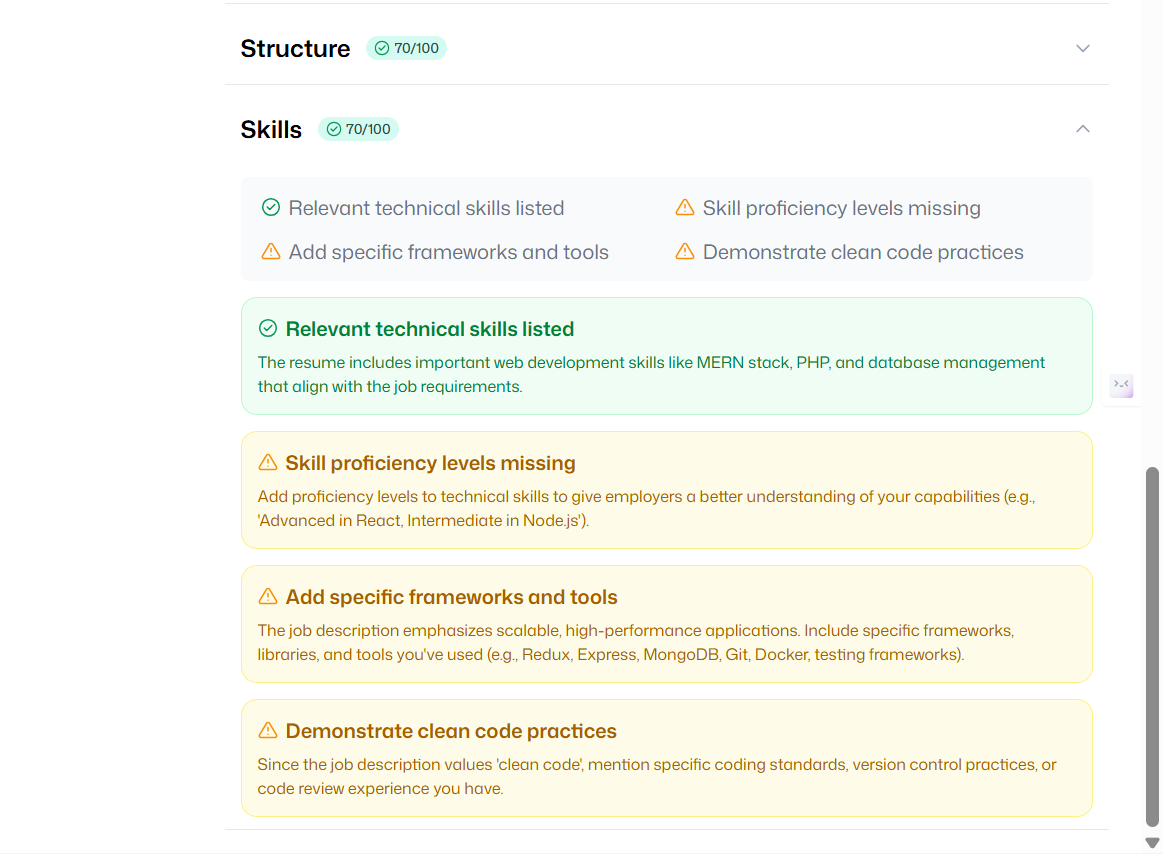 Structure 70/100
Skills 70/100
Relevant technical skills listed
Skill proficiency levels missing
Add specific frameworks and tools
Demonstrate clean code practices
Relevant technical skills listed
The resume includes important web development skills like MERN stack, PHP, and database management
that align with the job requirements.
Skill proficiency levels missing
Add proficiency levels to technical skills to give employers a better understanding of your capabilities (e.g.,
'Advanced in React, Intermediate in Node.js').
Add specific frameworks and tools
The job description emphasizes scalable, high-performance applications. Include specific frameworks,
libraries, and tools you've used (e.g., Redux, Express, MongoDB, Git, Docker, testing frameworks).
Demonstrate clean code practices
Since the job description values 'clean code', mention specific coding standards, version control practices, or
code review experience you have.